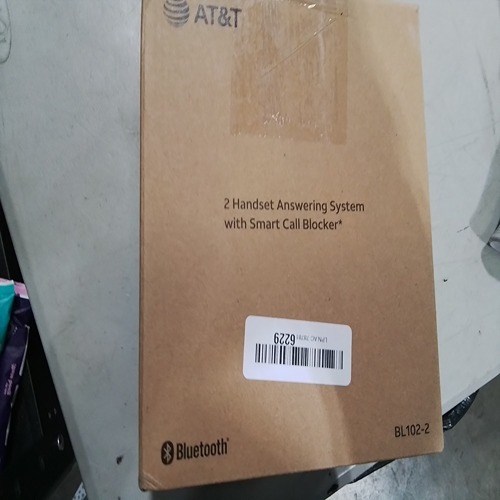 AT&T
2 Handset Answering System
with Smart Call Blocker*
6229
Bluetooth®
BL102-2